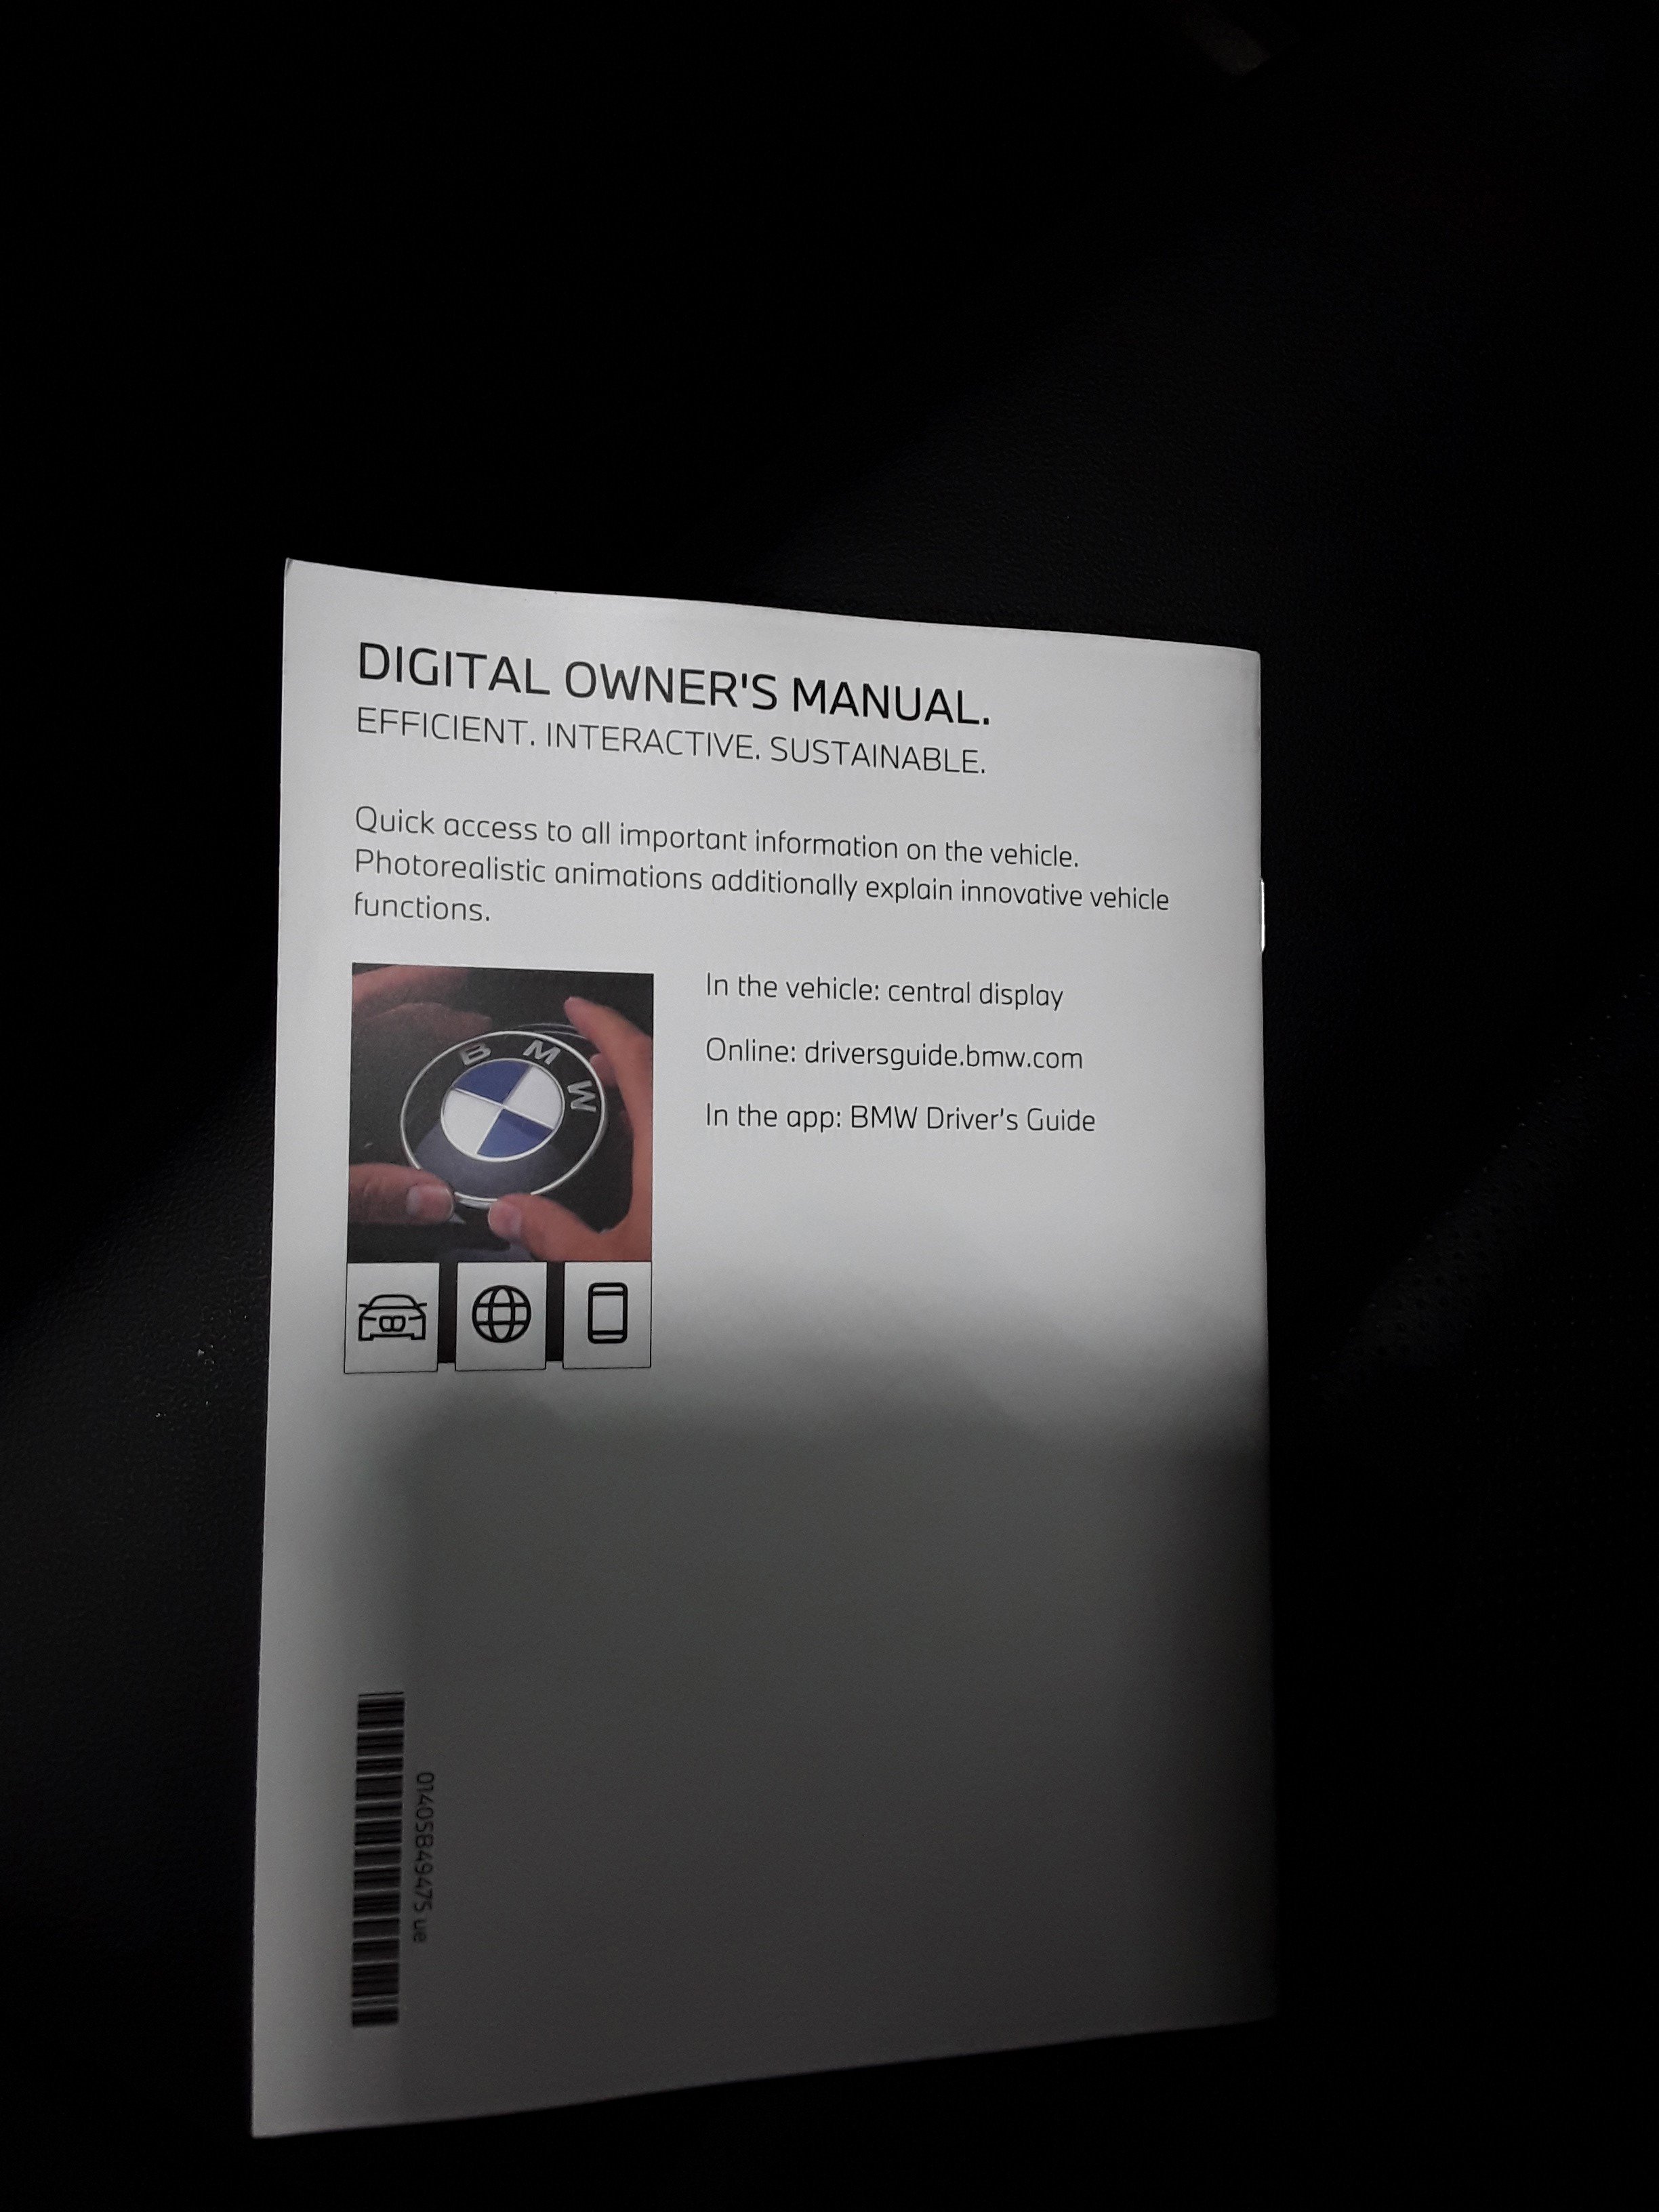 DIGITAL OWNER'S MANUAL.
EFFICIENT. INTERACTIVE. SUSTAINABLE.
Quick access to all important information on the vehicle.
Photorealistic animations additionally explain innovative vehicle
functions.
In the vehicle: central display
Online: driversguide.bmw.com
In the app: BMW Driver's Guide
BMW
01405B49475 ue